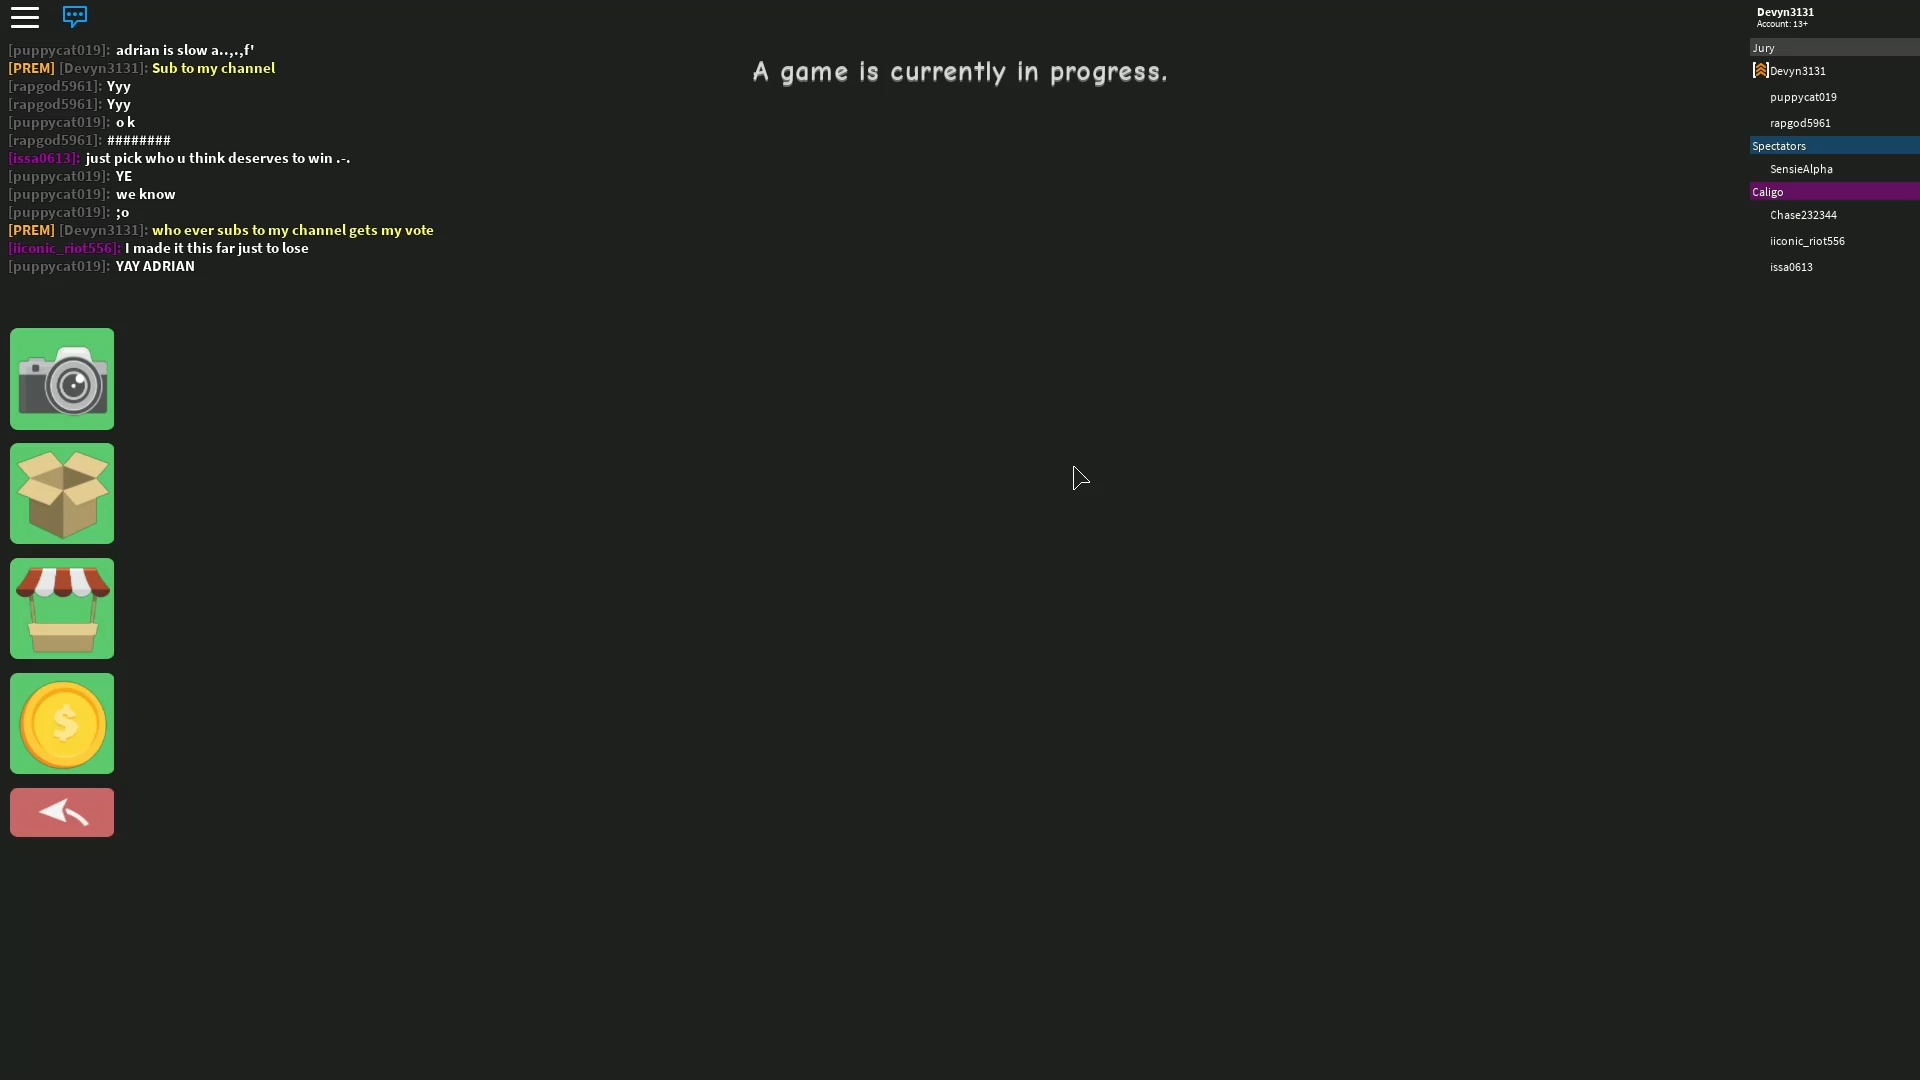 [puppycat019]: adrian is slow a..,.,f'
[PREM] [Devyn3131]: Sub to my channel
[rapgod5961]: Yyy
[rapgod5961]: Yyy
[puppycat019]: o k
[rapgod5961]: ########
[issa0613]: just pick who u think deserves to win .-.
[puppycat019]: YE
[puppycat019]: we know
[puppycat019]: ;o
[PREM] [Devyn3131]: who ever subs to my channel gets my vote
[iiconic_riot556]: I made it this far just to lose
[puppycat019]: YAY ADRIAN
A game is currently in progress.
Devyn3131
Account: 13+
Jury
Devyn3131
puppycat019
rapgod5961
Spectators
SensieAlpha
Caligo
Chase232344
iiconic_riot556
issa0613
$